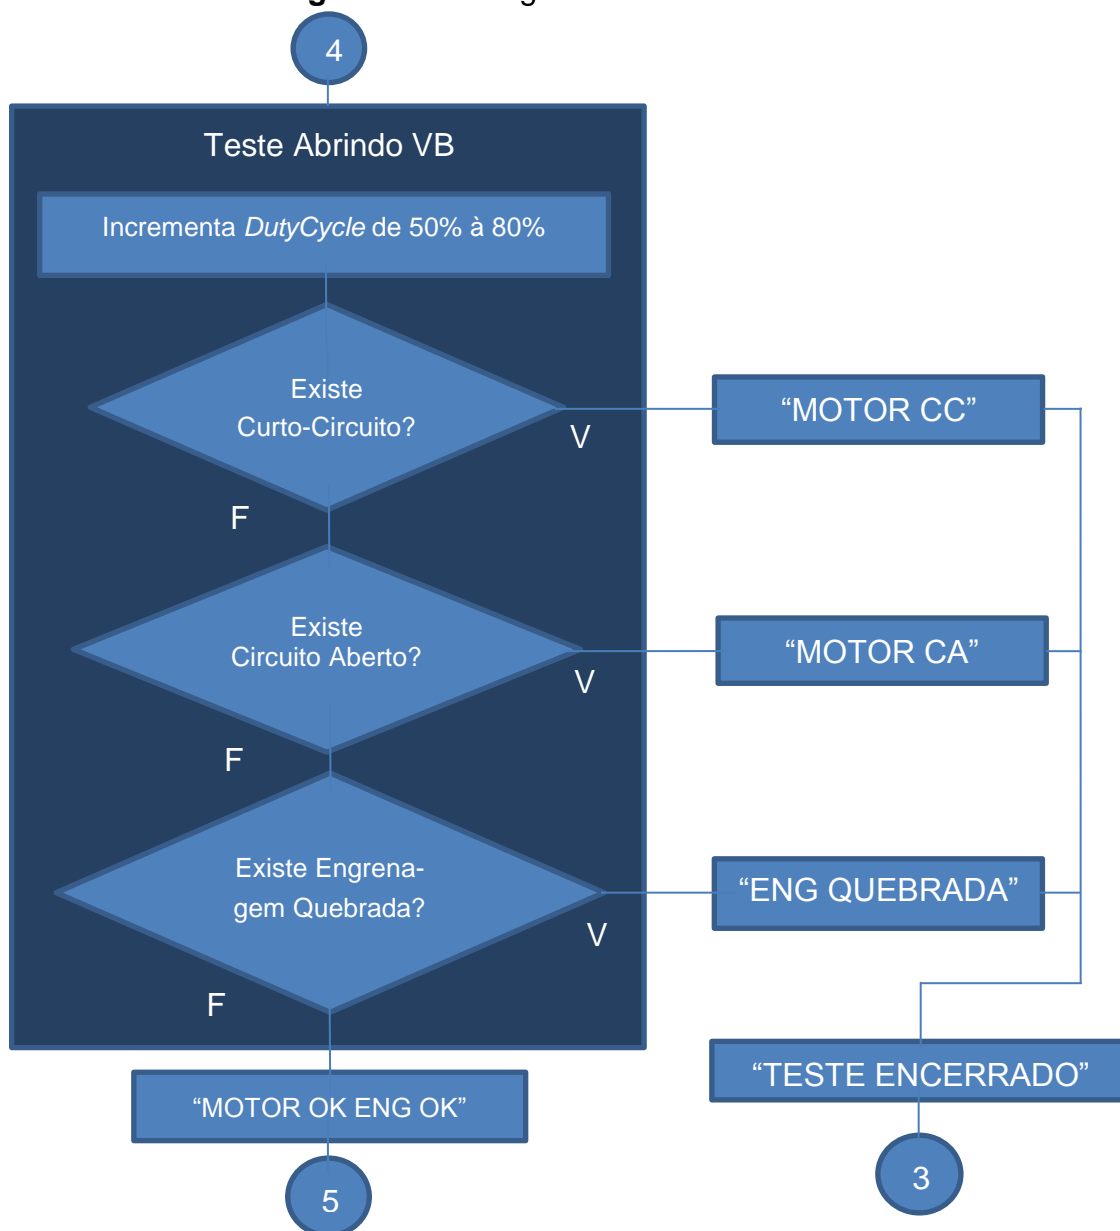 4
Teste Abrindo VB
Incrementa DutyCycle de 50% à 80%
Existe
Curto-Circuito?
V
"MOTOR CC"
F
Existe
Circuito Aberto?
V
"MOTOR CA"
F
Existe Engrena-
gem Quebrada?
V
"ENG QUEBRADA"
F
"TESTE ENCERRADO"
"MOTOR OK ENG OK"
3
5